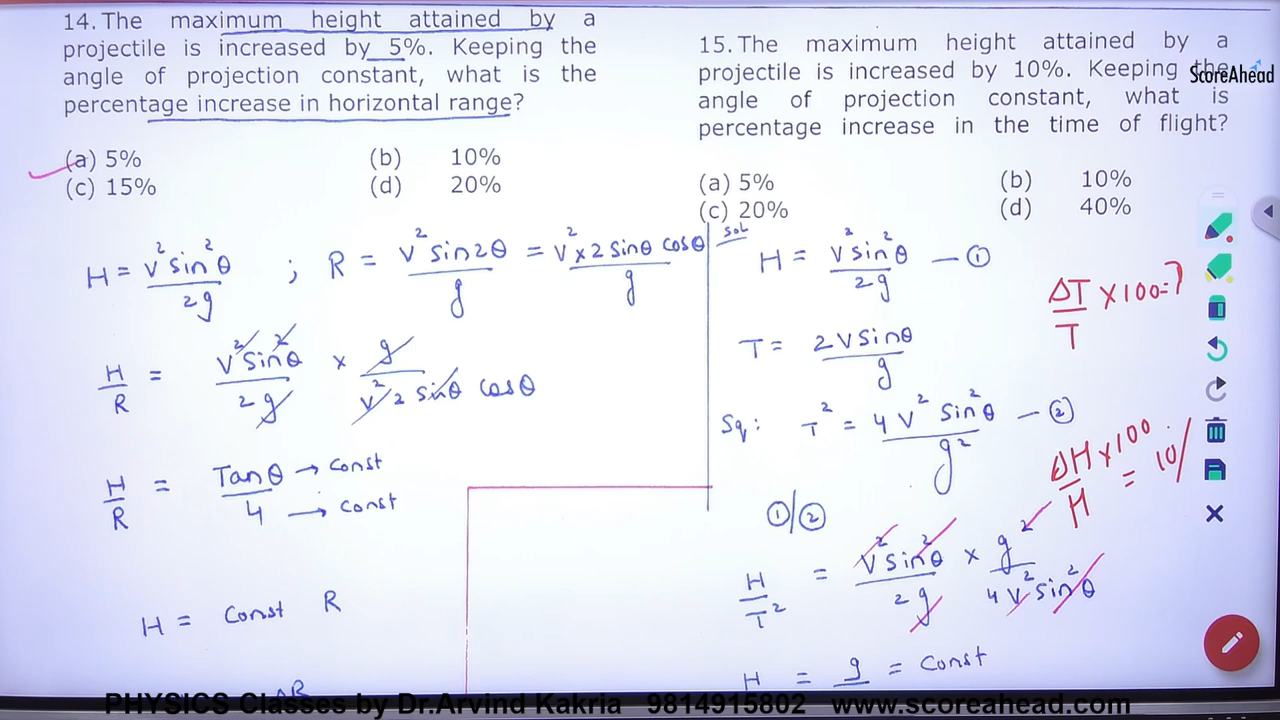 14. The maximum height attained by a
projectile is increased by 5%. Keeping the
angle of projection constant, what is the
percentage increase in horizontal range?
(a) 5% (b) 10%
(c) 15% (d) 20%
H = v² sin²θ / 2g ; R = v² sin2θ / g = v² × 2 sinθ cosθ / g
H/R = v² sin²θ / 2g × g / v² 2 sinθ cosθ
H/R = Tanθ → const / 4 → const
H = Const R
ΔR
15. The maximum height attained by a
projectile is increased by 10%. Keeping the
angle of projection constant, what is
percentage increase in the time of flight?
(a) 5% (b) 10%
(c) 20% (d) 40%
Sol
H = v² sin²θ / 2g — ①
T = 2 v sinθ / g
Sq: T² = 4 v² sin²θ / g² — ②
①/②
H/T² = v² sin²θ / 2g × g² / 4 v² sin²θ
H = g = Const
ΔT/T × 100 = ?
ΔH/H × 100 = 10/.
ScoreAhead
PHYSICS Classes by Dr.Arvind Kakria 9814915802 www.scoreahead.com